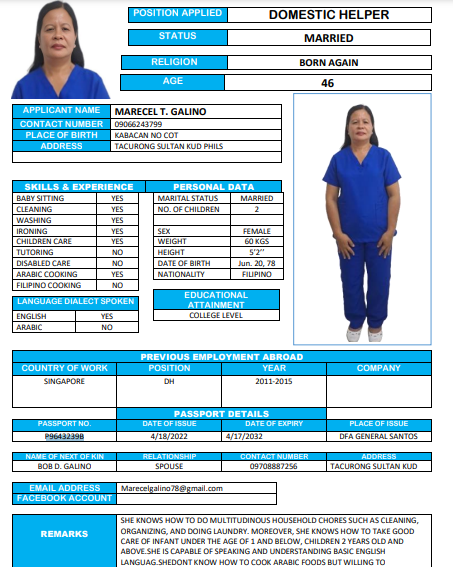 POSITION APPLIED DOMESTIC HELPER
STATUS MARRIED
RELIGION BORN AGAIN
AGE 46
APPLICANT NAME MARECEL T. GALINO
CONTACT NUMBER 09066243799
PLACE OF BIRTH KABACAN NO COT
ADDRESS TACURONG SULTAN KUD PHILS
SKILLS & EXPERIENCE
BABY SITTING YES
CLEANING YES
WASHING YES
IRONING YES
CHILDREN CARE YES
TUTORING NO
DISABLED CARE NO
ARABIC COOKING YES
FILIPINO COOKING NO
LANGUAGE DIALECT SPOKEN
ENGLISH YES
ARABIC NO
PERSONAL DATA
MARITAL STATUS MARRIED
NO. OF CHILDREN 2
SEX FEMALE
WEIGHT 60 KGS
HEIGHT 5'2''
DATE OF BIRTH Jun. 20, 78
NATIONALITY FILIPINO
EDUCATIONAL
ATTAINMENT
COLLEGE LEVEL
PREVIOUS EMPLOYMENT ABROAD
COUNTRY OF WORK POSITION YEAR COMPANY
SINGAPORE DH 2011-2015
PASSPORT DETAILS
PASSPORT NO. DATE OF ISSUE DATE OF EXPIRY PLACE OF ISSUE
P9643239B 4/18/2022 4/17/2032 DFA GENERAL SANTOS
NAME OF NEXT OF KIN RELATIONSHIP CONTACT NUMBER ADDRESS
BOB D. GALINO SPOUSE 09708887256 TACURONG SULTAN KUD
EMAIL ADDRESS Marecelgalino78@gmail.com
FACEBOOK ACCOUNT
REMARKS
SHE KNOWS HOW TO DO MULTITUDINOUS HOUSEHOLD CHORES SUCH AS CLEANING,
ORGANIZING, AND DOING LAUNDRY. MOREOVER, SHE KNOWS HOW TO TAKE GOOD
CARE OF INFANT UNDER THE AGE OF 1 AND BELOW, CHILDREN 2 YEARS OLD AND
ABOVE.SHE IS CAPABLE OF SPEAKING AND UNDERSTANDING BASIC ENGLISH
LANGUAG.SHEDONT KNOW HOW TO COOK ARABIC FOODS BUT WILLING TO